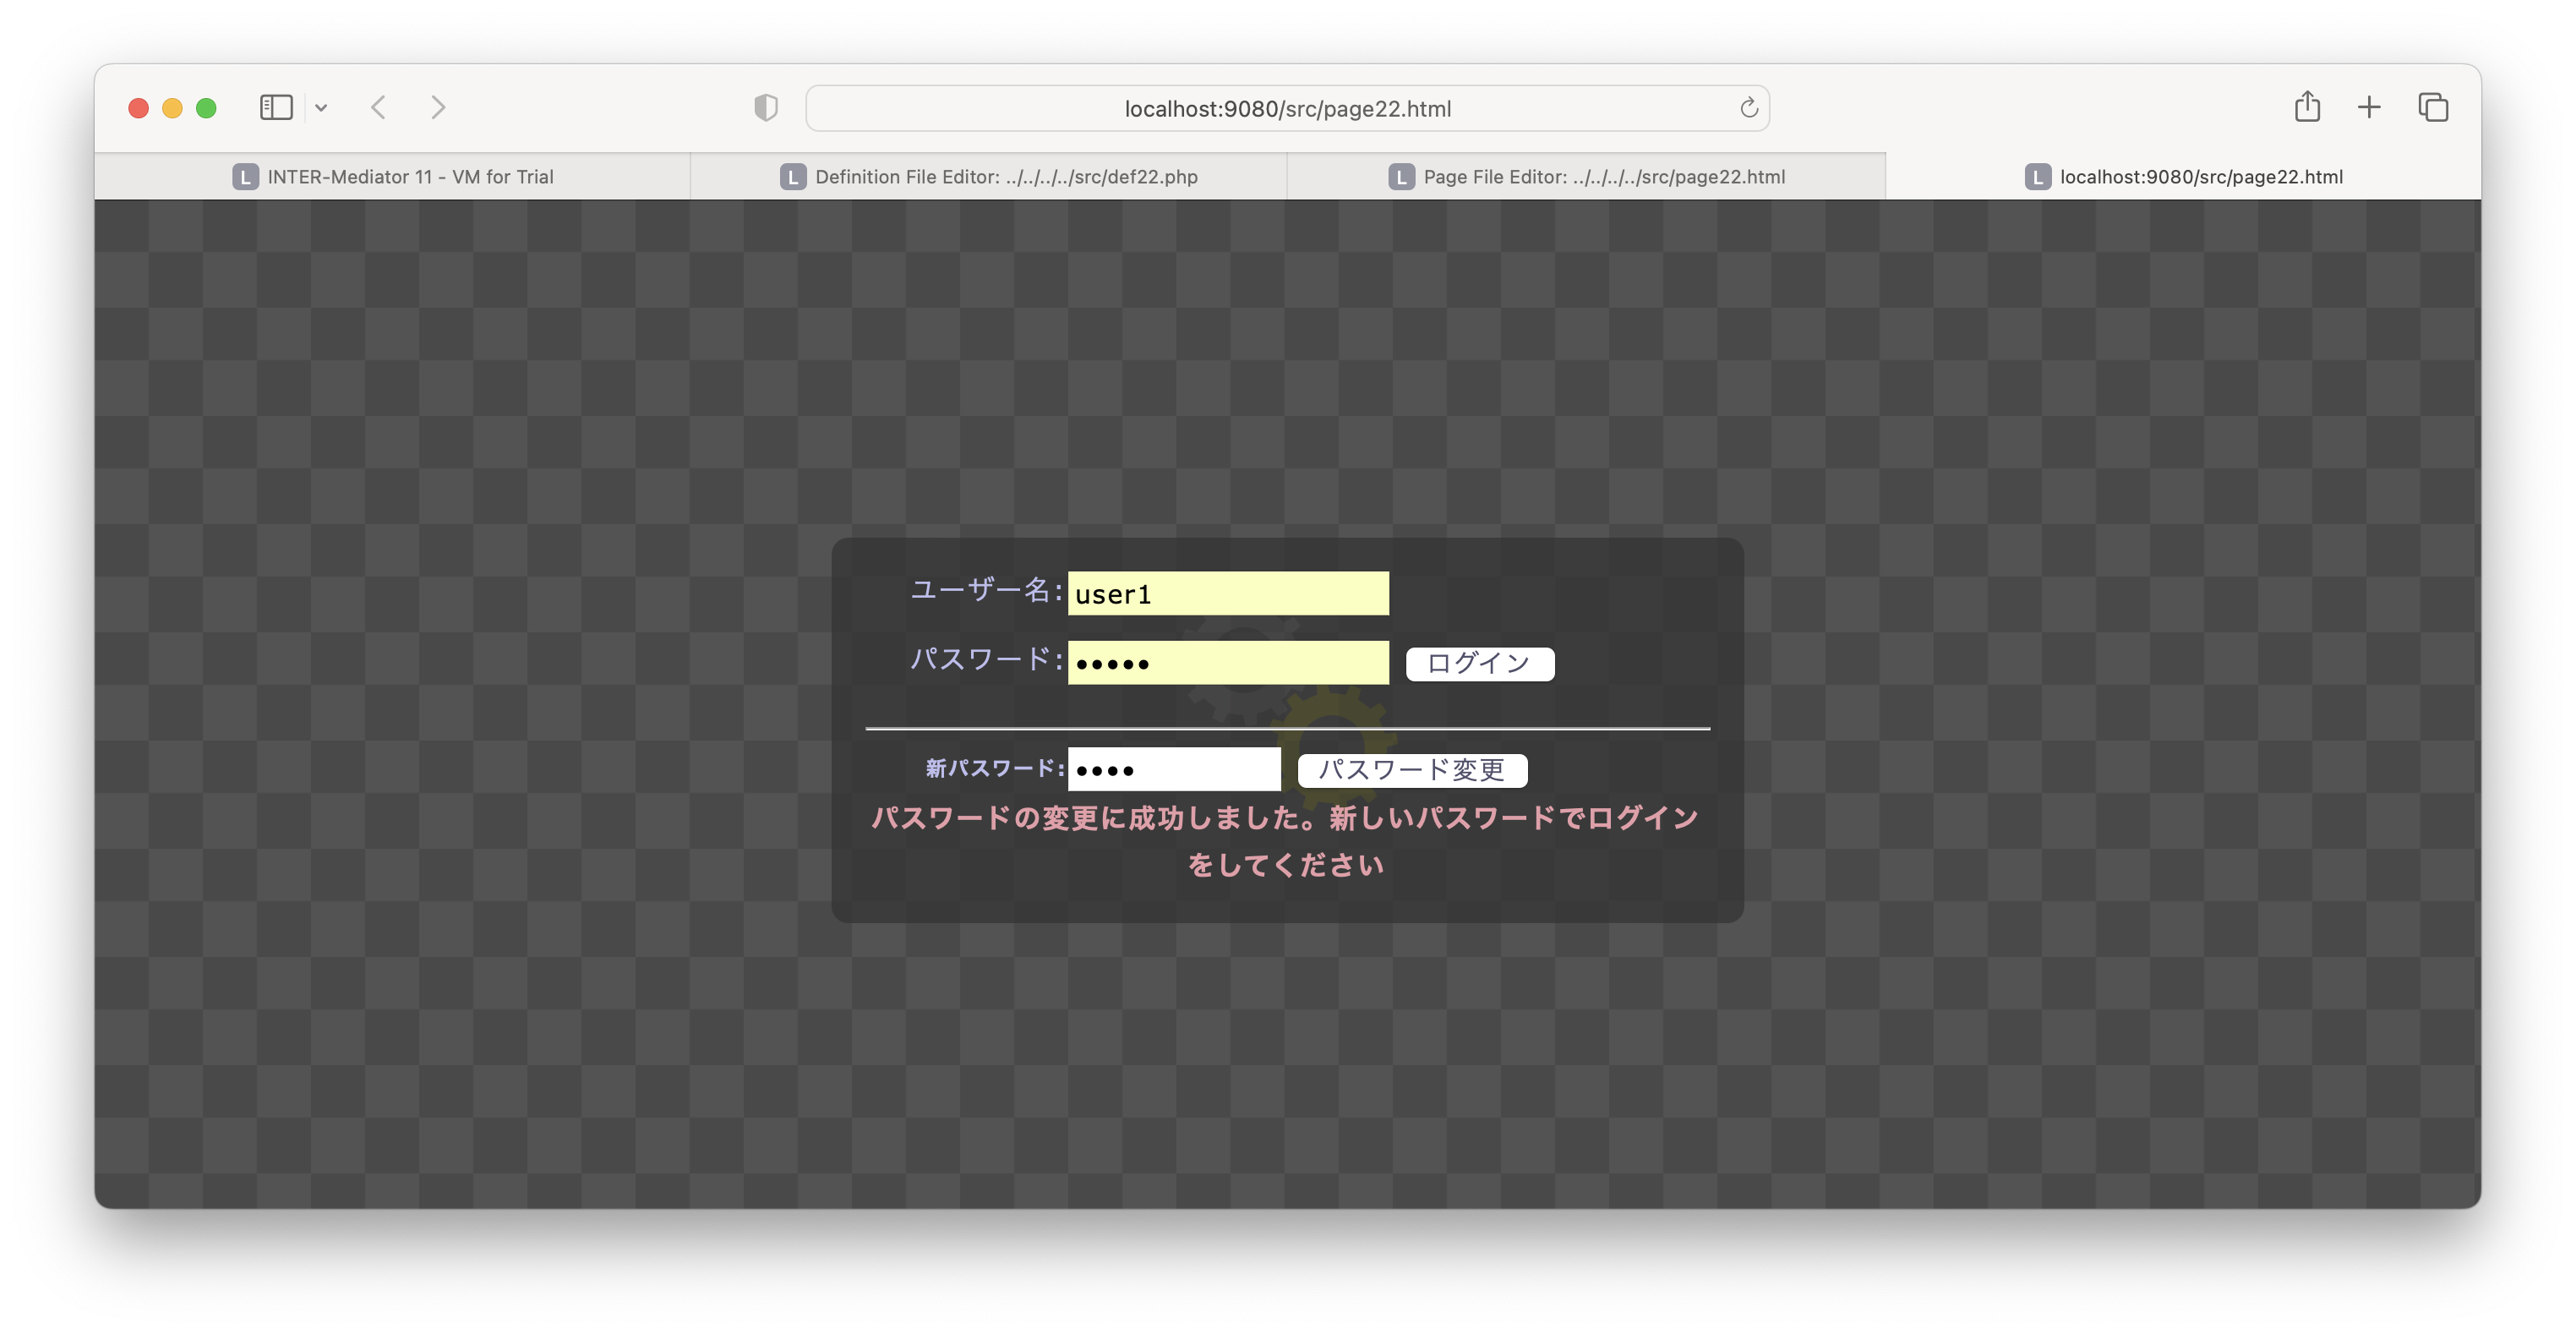 localhost:9080/src/page22.html
L INTER-Mediator 11 - VM for Trial
L Definition File Editor: ../../../../src/def22.php
L Page File Editor: ../../../../src/page22.html
L localhost:9080/src/page22.html
ユーザー名: user1
パスワード: •••••
ログイン
新パスワード: ••••
パスワード変更
パスワードの変更に成功しました。新しいパスワードでログイン
をしてください